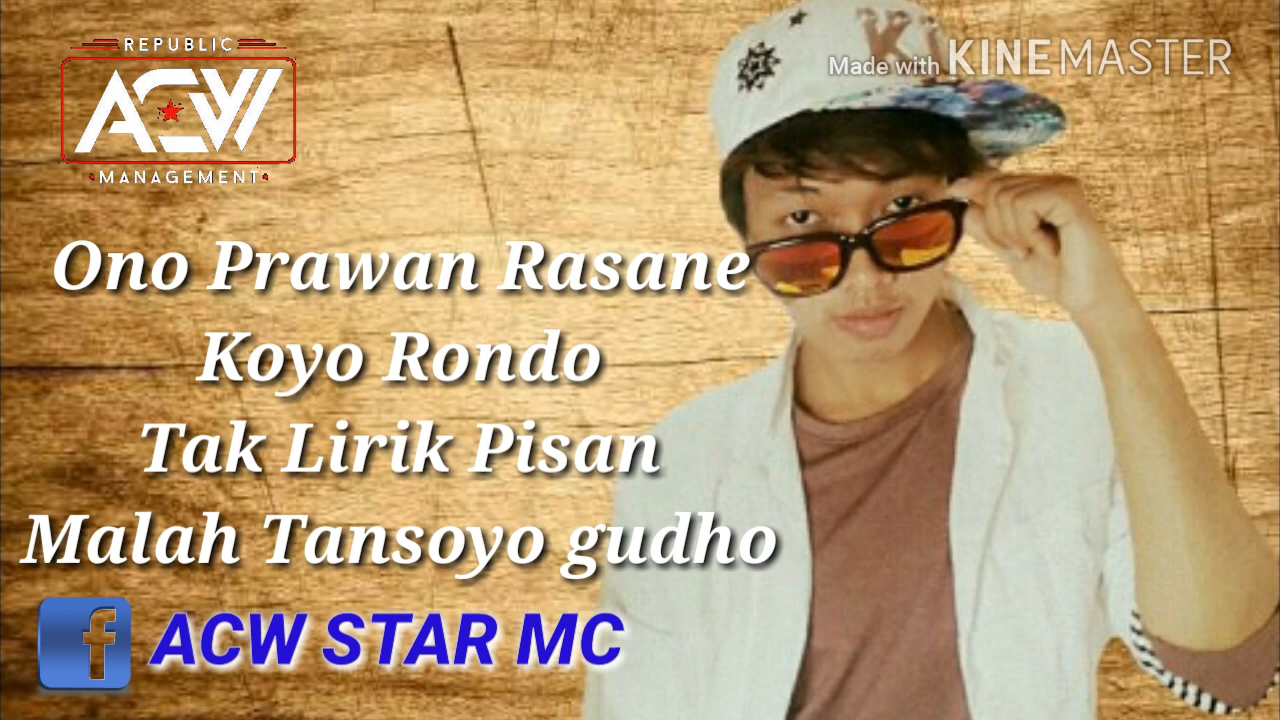 REPUBLIC
ACW
MANAGEMENT
Made with KINEMASTER
Ono Prawan Rasane
Koyo Rondo
Tak Lirik Pisan
Malah Tansoyo gudho
f ACW STAR MC